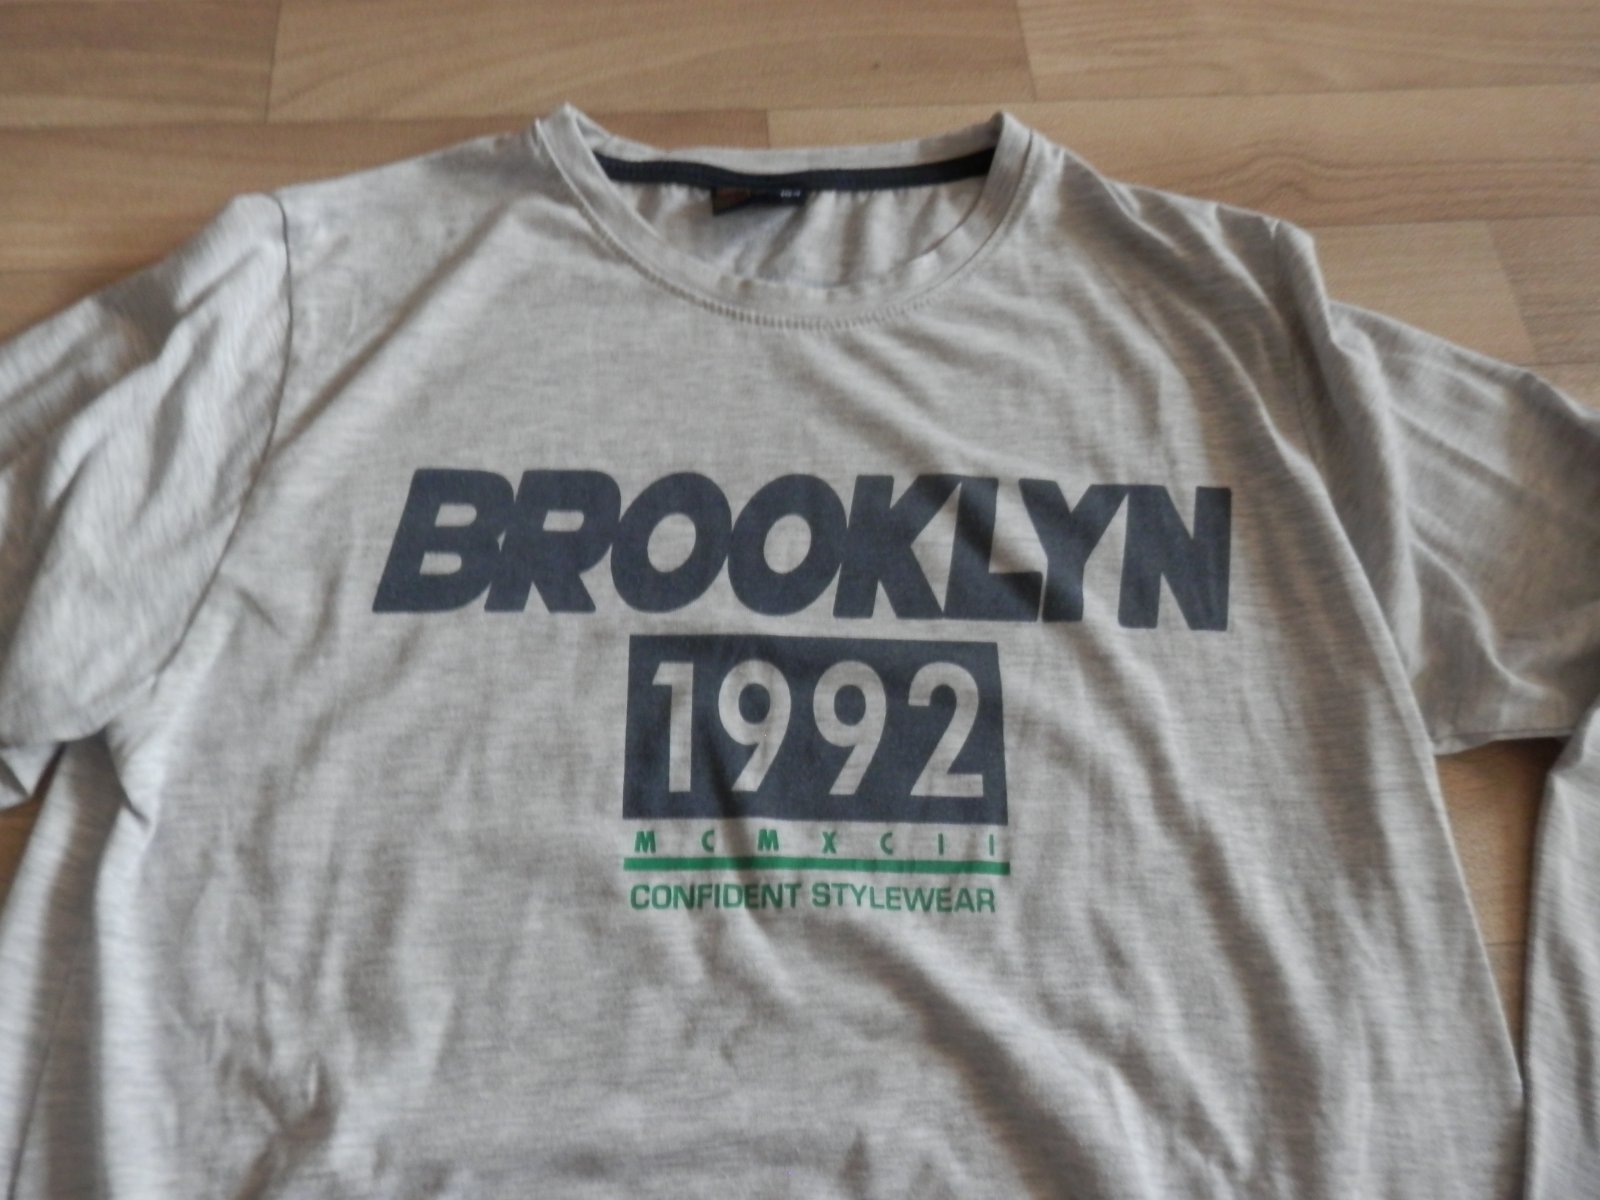 BROOKLYN
1992
MCMXCII
CONFIDENT STYLEWEAR